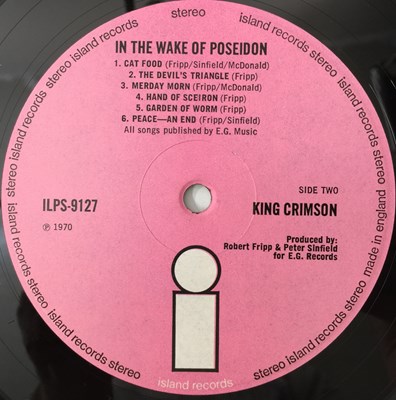 stereo island records stereo island records stereo island records stereo island records stereo island records made in england
IN THE WAKE OF POSEIDON
1. CAT FOOD (Fripp/Sinfield/McDonald)
2. THE DEVIL'S TRIANGLE (Fripp)
3. MERDAY MORN (Fripp/McDonald)
4. HAND OF SCEIRON (Fripp)
5. GARDEN OF WORM (Fripp)
6. PEACE—AN END (Fripp/Sinfield)
All songs published by E.G. Music
SIDE TWO
ILPS-9127
KING CRIMSON
℗ 1970
Produced by:
Robert Fripp & Peter Sinfield
for E.G. Records
i
island records